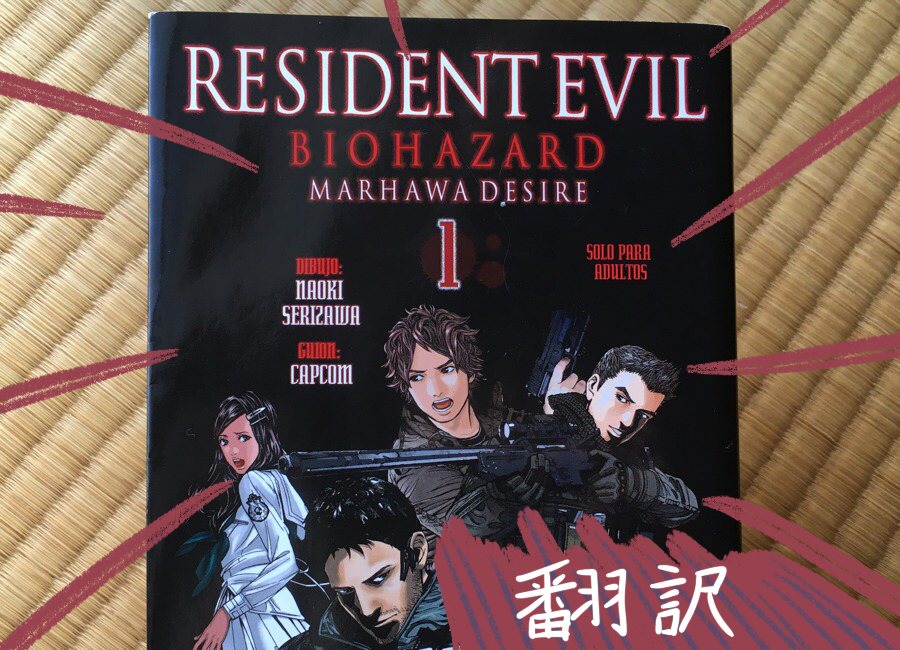 RESIDENT EVIL
BIOHAZARD
MARHAWA DESIRE
1
SOLO PARA
ADULTOS
DIBUJO:
NAOKI
SERIZAWA
GUION:
CAPCOM
翻訳